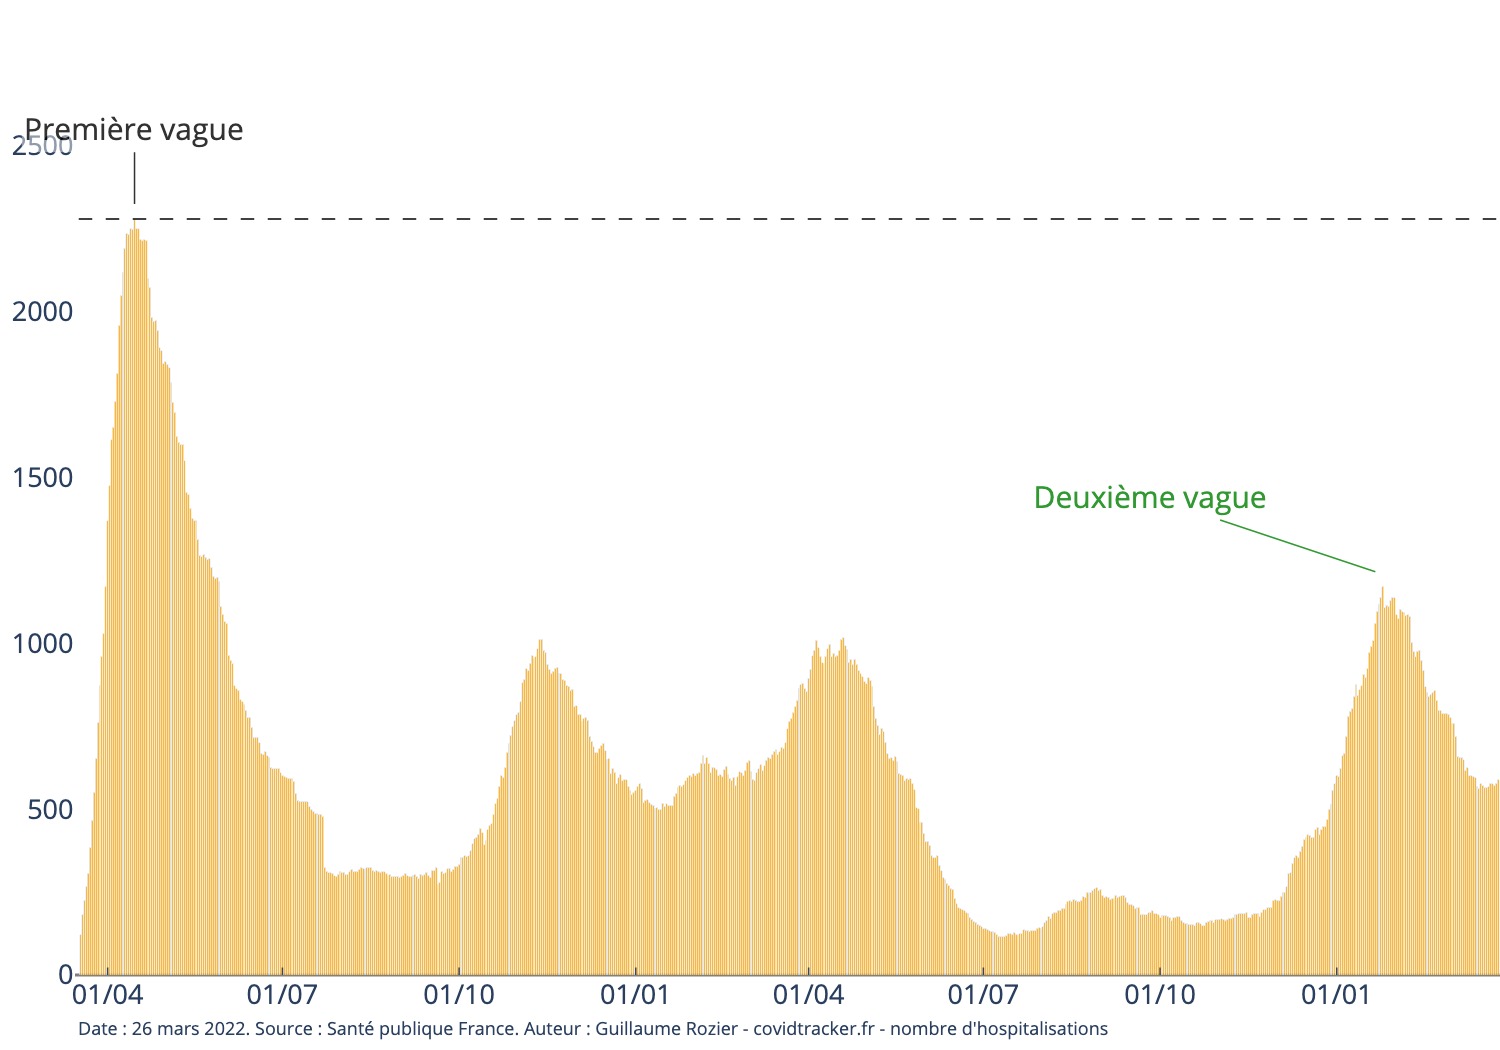 Première vague
2500
2000
1500
Deuxième vague
1000
500
0
01/04 01/07 01/10 01/01 01/04 01/07 01/10 01/01
Date : 26 mars 2022. Source : Santé publique France. Auteur : Guillaume Rozier - covidtracker.fr - nombre d'hospitalisations